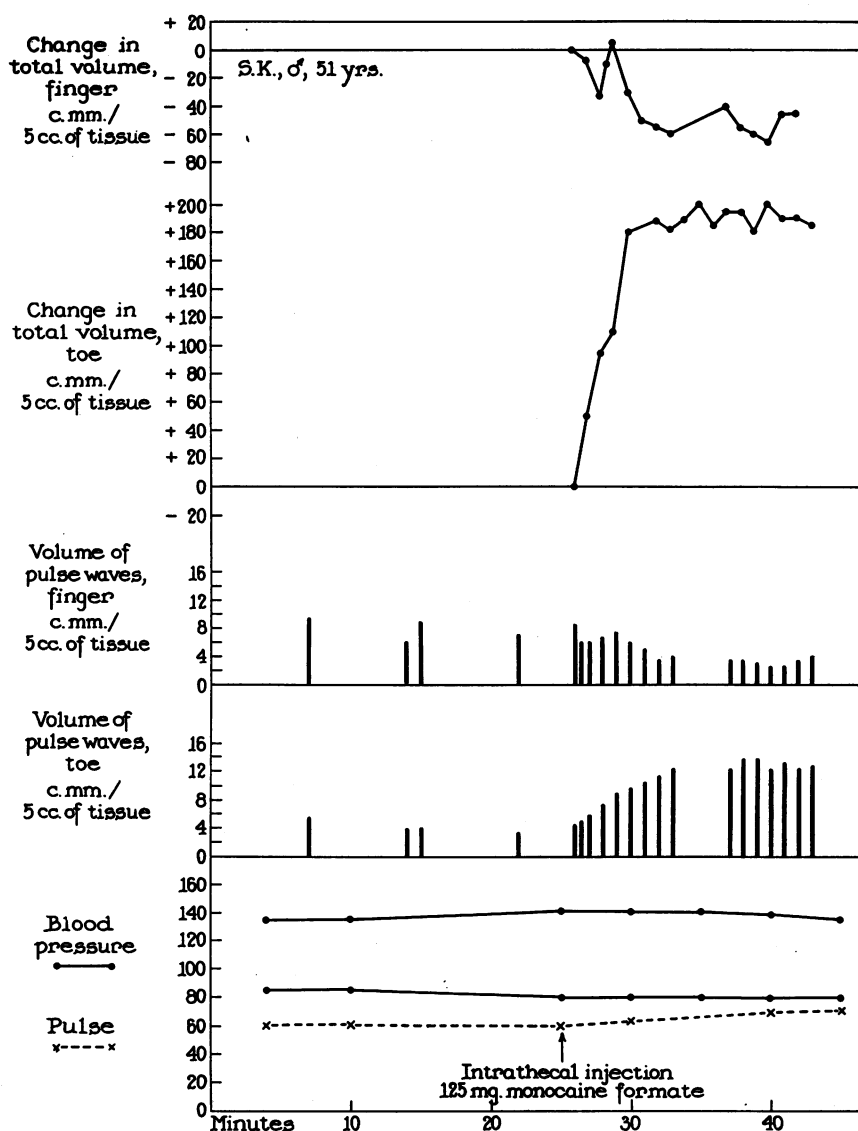 Change in
total volume,
finger
c.mm./
5 cc. of tissue
+ 20
0
- 20
- 40
- 60
- 80
S.K., ♂, 51 yrs.
Change in
total volume,
toe
c.mm./
5 cc. of tissue
+200
+180
+160
+140
+120
+100
+ 80
+ 60
+ 40
+ 20
0
- 20
Volume of
pulse waves,
finger
c.mm./
5 cc. of tissue
16
12
8
4
0
Volume of
pulse waves,
toe
c.mm./
5 cc. of tissue
16
12
8
4
0
Blood
pressure
Pulse
160
140
120
100
80
60
40
20
0
Intrathecal injection
125 mg. monocaine formate
Minutes 10 20 30 40